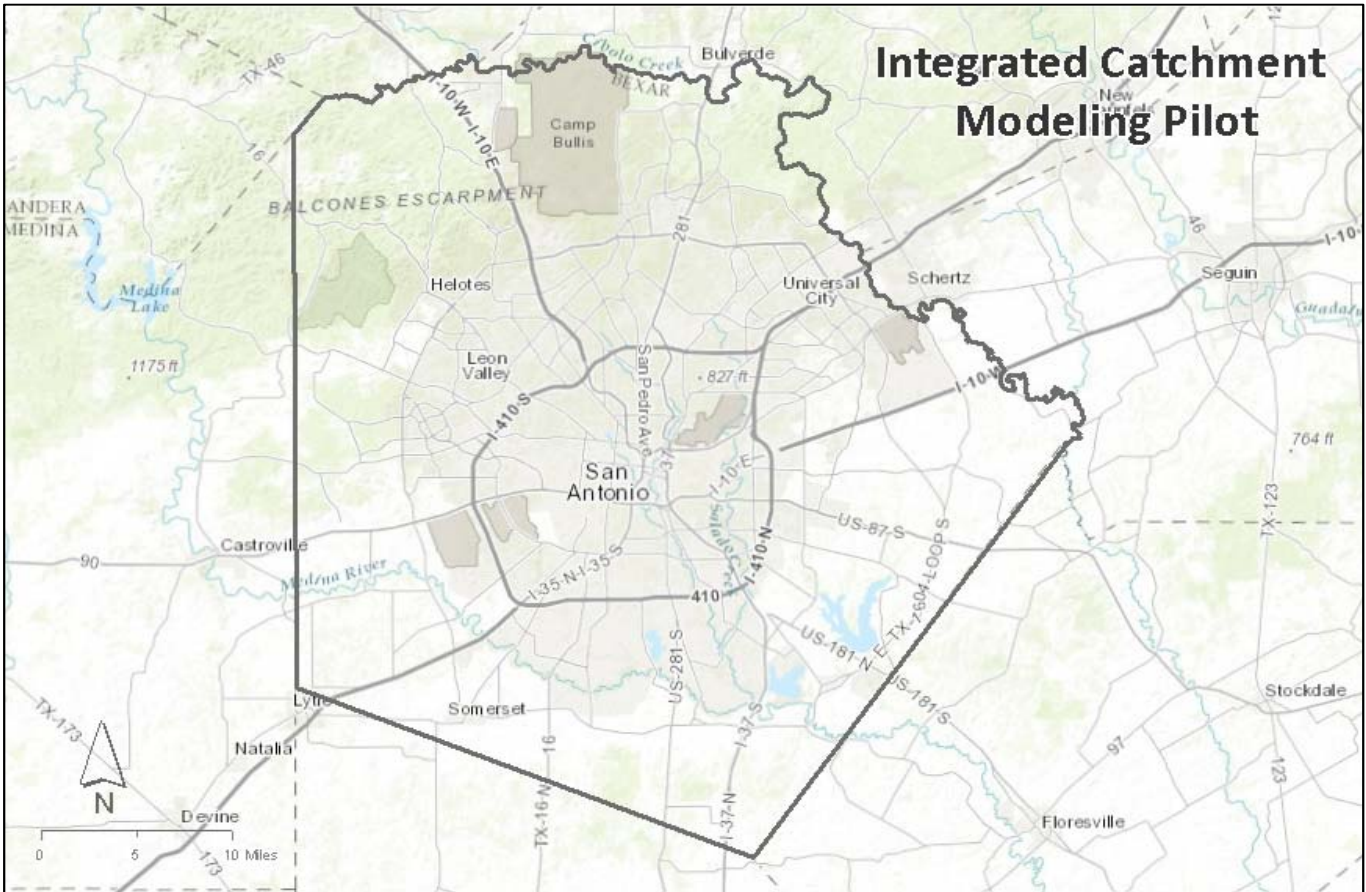 Integrated Catchment
Modeling Pilot
Cibolo Creek
Bulverde
BEXAR
TX-46
I-10-W-I-10-E
Camp
Bullis
New
16
BALCONES ESCARPMENT
281
46
I-10
ANDERA
MEDINA
Medina
Lake
Helotes
Universal
City
Schertz
Seguin
1175 ft
Leon
Valley
San Pedro Ave
827 ft
I-10-W
I-410-S
37
764 ft
San
Antonio
I-10-E
Salado Creek
I-410-N
US-87-S
TX-123
Castroville
90
Medina River
I-35-N-I-35-S
410
US-281-S
US-181-N
US-181-S
Lytle
Somerset
Stockdale
TX-173
Natalia
16
TX-16-N
I-37-S
I-37-N
97
123
N
Devine
173
Floresville
0 5 10 Miles